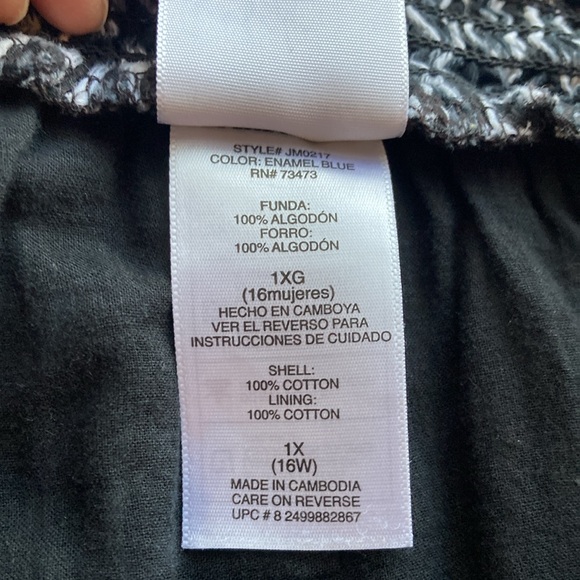 STYLE# JM0217
COLOR: ENAMEL BLUE
RN# 73473
FUNDA:
100% ALGODÓN
FORRO:
100% ALGODÓN
1XG
(16mujeres)
HECHO EN CAMBOYA
VER EL REVERSO PARA
INSTRUCCIONES DE CUIDADO
SHELL:
100% COTTON
LINING:
100% COTTON
1X
(16W)
MADE IN CAMBODIA
CARE ON REVERSE
UPC # 8 2499882867